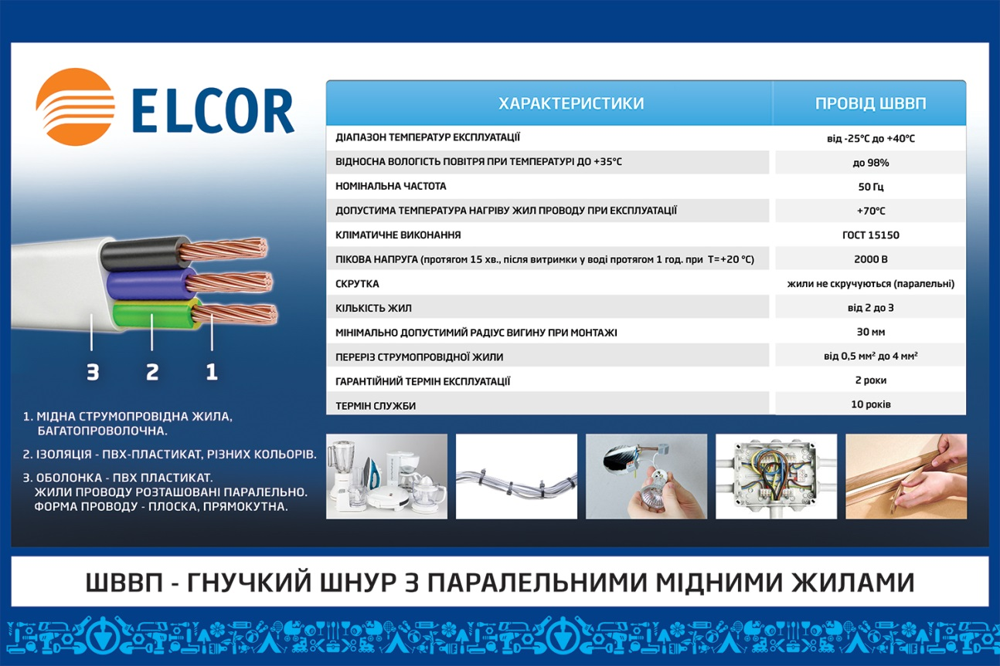 ELCOR
ХАРАКТЕРИСТИКИ ПРОВІД ШВВП
ДІАПАЗОН ТЕМПЕРАТУР ЕКСПЛУАТАЦІЇ від -25°С до +40°С
ВІДНОСНА ВОЛОГІСТЬ ПОВІТРЯ ПРИ ТЕМПЕРАТУРІ ДО +35°С до 98%
НОМІНАЛЬНА ЧАСТОТА 50 Гц
ДОПУСТИМА ТЕМПЕРАТУРА НАГРІВУ ЖИЛ ПРОВОДУ ПРИ ЕКСПЛУАТАЦІЇ +70°С
КЛІМАТИЧНЕ ВИКОНАННЯ ГОСТ 15150
ПІКОВА НАПРУГА (протягом 15 хв., після витримки у воді протягом 1 год. при Т=+20 °С) 2000 В
СКРУТКА жили не скручуються (паралельні)
КІЛЬКІСТЬ ЖИЛ від 2 до 3
МІНІМАЛЬНО ДОПУСТИМИЙ РАДІУС ВИГИНУ ПРИ МОНТАЖІ 30 мм
ПЕРЕРІЗ СТРУМОПРОВІДНОЇ ЖИЛИ від 0,5 мм² до 4 мм²
ГАРАНТІЙНИЙ ТЕРМІН ЕКСПЛУАТАЦІЇ 2 роки
ТЕРМІН СЛУЖБИ 10 років
3 2 1
1. МІДНА СТРУМОПРОВІДНА ЖИЛА,
БАГАТОПРОВОЛОЧНА.
2. ІЗОЛЯЦІЯ - ПВХ-ПЛАСТИКАТ, РІЗНИХ КОЛЬОРІВ.
3. ОБОЛОНКА - ПВХ ПЛАСТИКАТ.
ЖИЛИ ПРОВОДУ РОЗТАШОВАНІ ПАРАЛЕЛЬНО.
ФОРМА ПРОВОДУ - ПЛОСКА, ПРЯМОКУТНА.
ШВВП - ГНУЧКИЙ ШНУР З ПАРАЛЕЛЬНИМИ МІДНИМИ ЖИЛАМИ